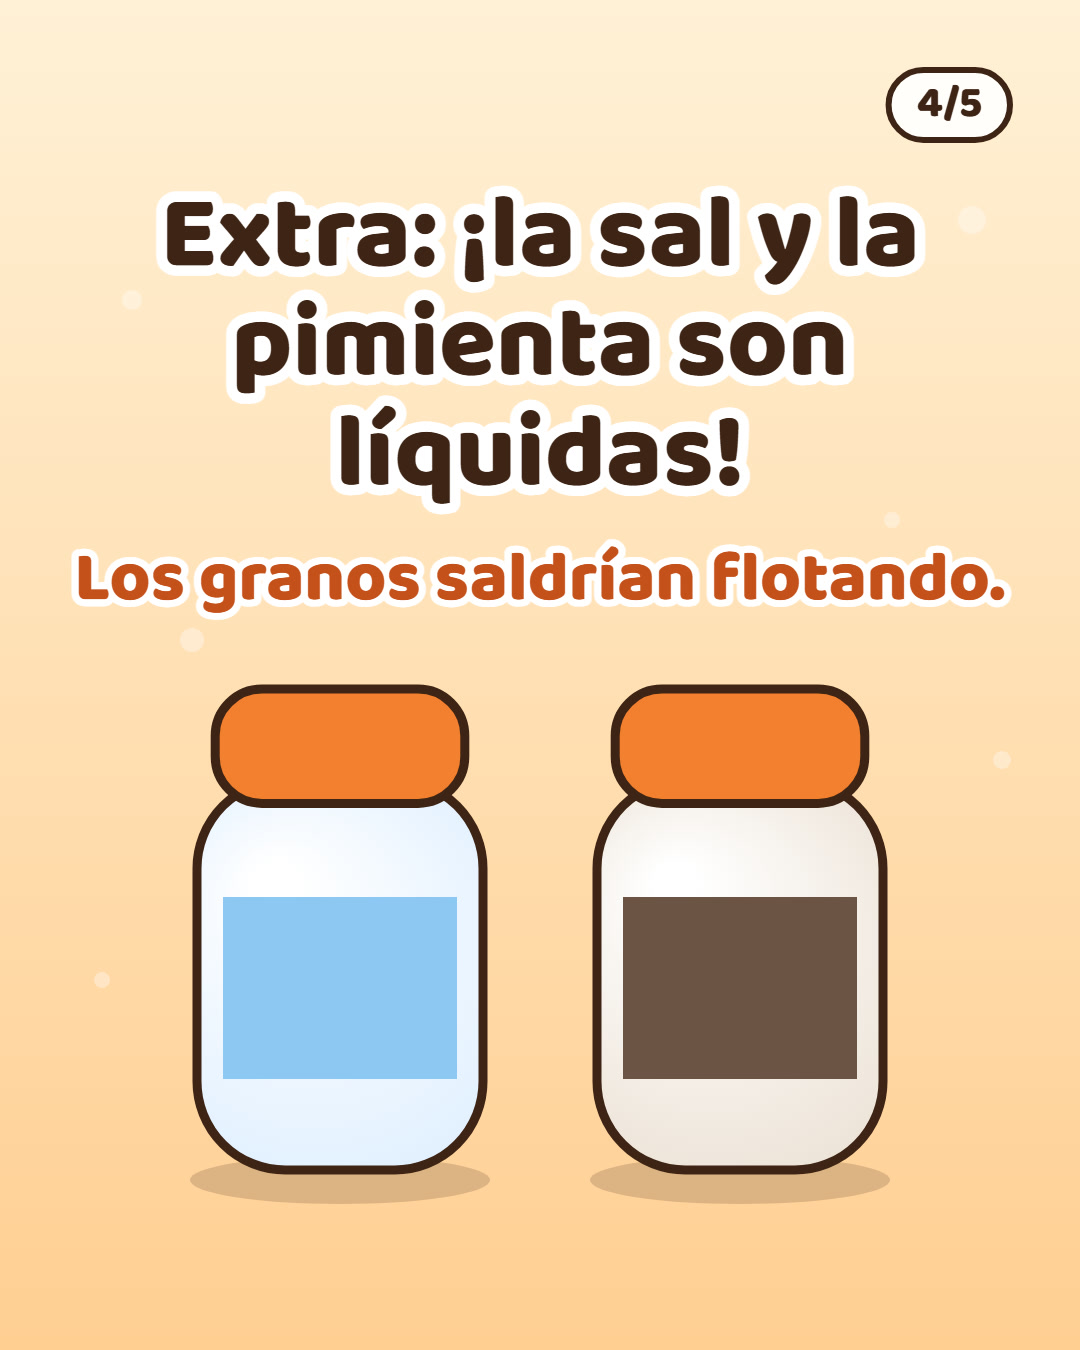 4/5
Extra: ¡la sal y la
pimienta son
líquidas!
Los granos saldrían flotando.